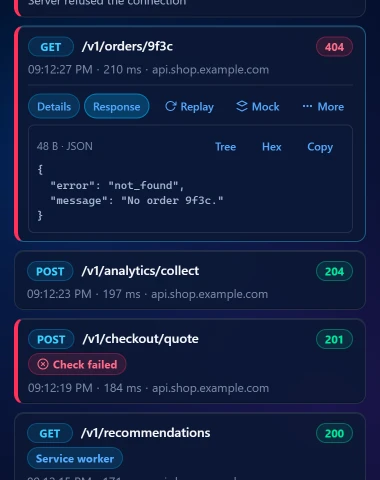 Server refused the connection
GET /v1/orders/9f3c 404
09:12:27 PM · 210 ms · api.shop.example.com
Details Response Replay Mock ··· More
48 B · JSON Tree Hex Copy
{
"error": "not_found",
"message": "No order 9f3c."
}
POST /v1/analytics/collect 204
09:12:23 PM · 197 ms · api.shop.example.com
POST /v1/checkout/quote 201
Check failed
09:12:19 PM · 184 ms · api.shop.example.com
GET /v1/recommendations 200
Service worker